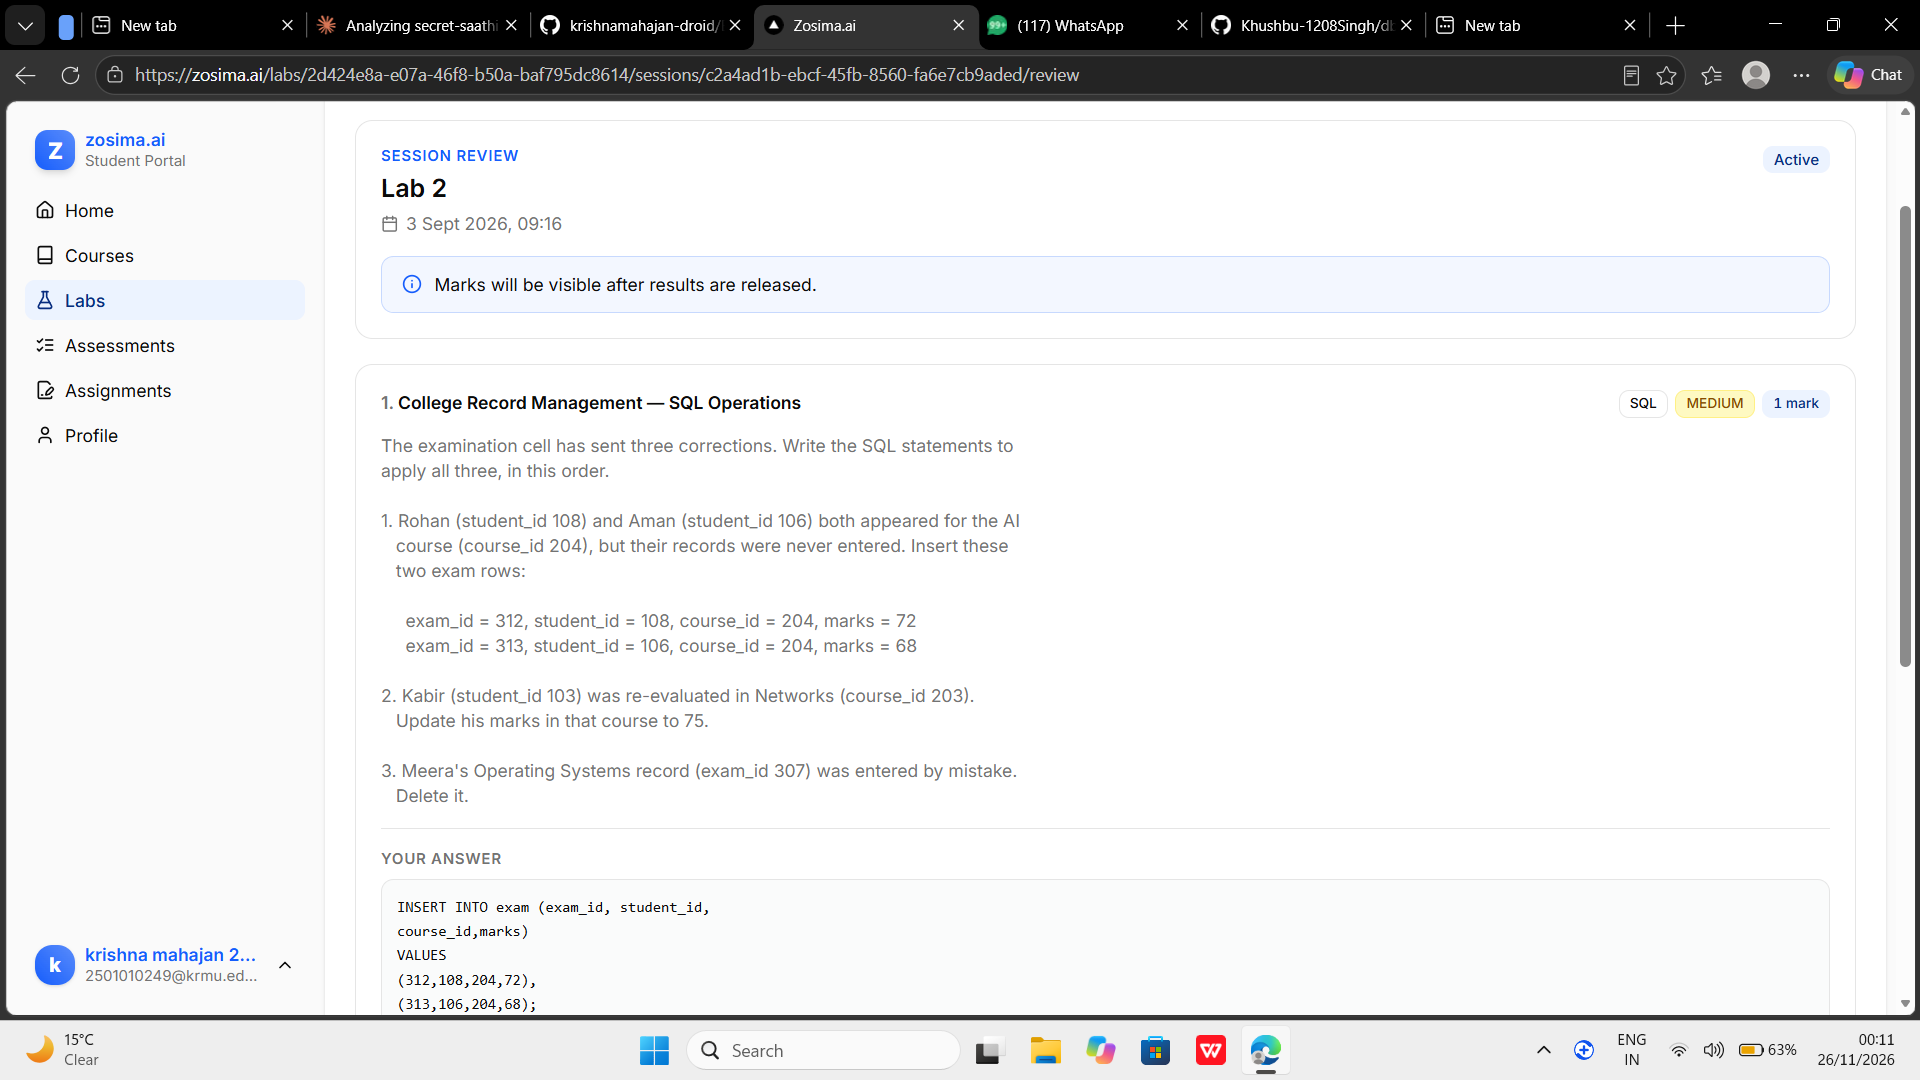 New tab
Analyzing secret-saathi
krishnamahajan-droid/
Zosima.ai
(117) WhatsApp
Khushbu-1208Singh/db
New tab
https://zosima.ai/labs/2d424e8a-e07a-46f8-b50a-baf795dc8614/sessions/c2a4ad1b-ebcf-45fb-8560-fa6e7cb9aded/review
Chat
Z
zosima.ai
Student Portal
Home
Courses
Labs
Assessments
Assignments
Profile
k
krishna mahajan 2...
2501010249@krmu.ed...
SESSION REVIEW
Active
Lab 2
3 Sept 2026, 09:16
Marks will be visible after results are released.
1. College Record Management — SQL Operations
SQL
MEDIUM
1 mark
The examination cell has sent three corrections. Write the SQL statements to
apply all three, in this order.
1. Rohan (student_id 108) and Aman (student_id 106) both appeared for the AI
course (course_id 204), but their records were never entered. Insert these
two exam rows:
exam_id = 312, student_id = 108, course_id = 204, marks = 72
exam_id = 313, student_id = 106, course_id = 204, marks = 68
2. Kabir (student_id 103) was re-evaluated in Networks (course_id 203).
Update his marks in that course to 75.
3. Meera's Operating Systems record (exam_id 307) was entered by mistake.
Delete it.
YOUR ANSWER
INSERT INTO exam (exam_id, student_id,
course_id,marks)
VALUES
(312,108,204,72),
(313,106,204,68);
15°C
Clear
Search
ENG
IN
63%
00:11
26/11/2026